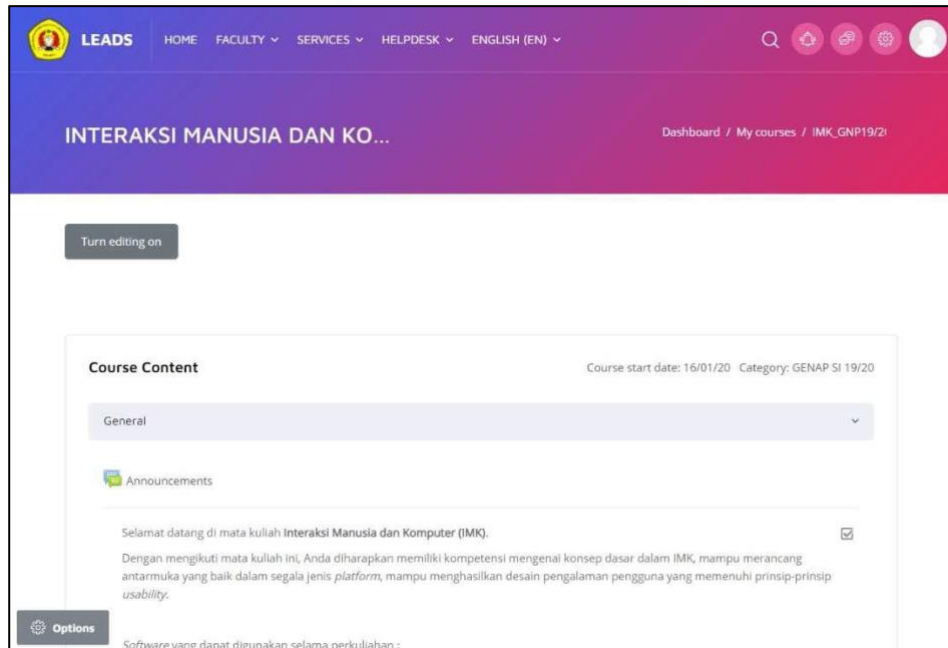 LEADS HOME FACULTY SERVICES HELPDESK ENGLISH (EN)
INTERAKSI MANUSIA DAN KO...
Dashboard / My courses / IMK_GNP19/2
Turn editing on
Course Content
Course start date: 16/01/20 Category: GENAP SI 19/20
General
Announcements
Selamat datang di mata kuliah Interaksi Manusia dan Komputer (IMK).
Dengan mengikuti mata kuliah ini, Anda diharapkan memiliki kompetensi mengenai konsep dasar dalam IMK, mampu merancang
antarmuka yang baik dalam segala jenis platform, mampu menghasilkan desain pengalaman pengguna yang memenuhi prinsip-prinsip
usability.
Options
Software yang dapat digunakan selama perkuliahan :